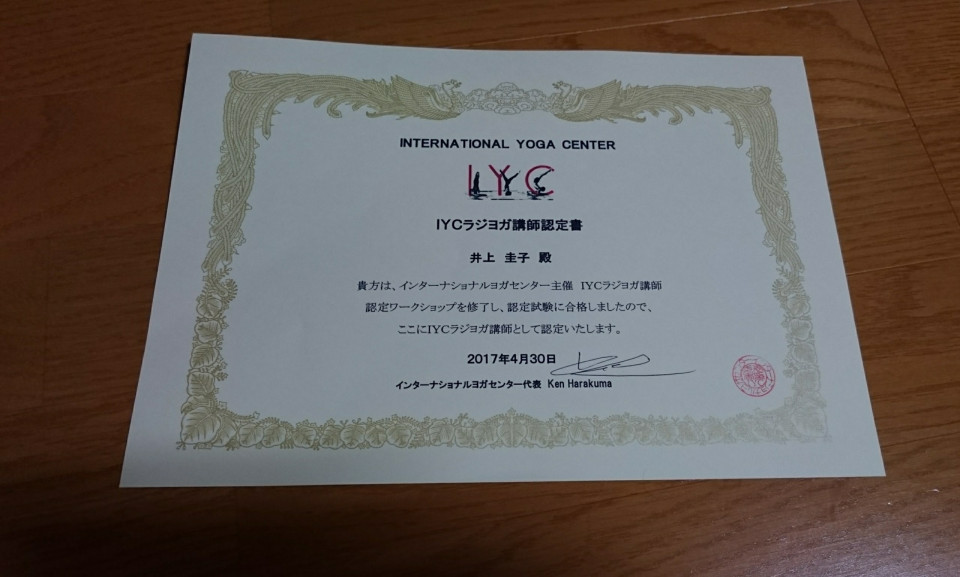 INTERNATIONAL YOGA CENTER
IYC
IYCラジヨガ講師認定書
井上 圭子 殿
貴方は、インターナショナルヨガセンター主催 IYCラジヨガ講師
認定ワークショップを修了し、認定試験に合格しましたので、
ここにIYCラジヨガ講師として認定いたします。
2017年4月30日
インターナショナルヨガセンター代表 Ken Harakuma